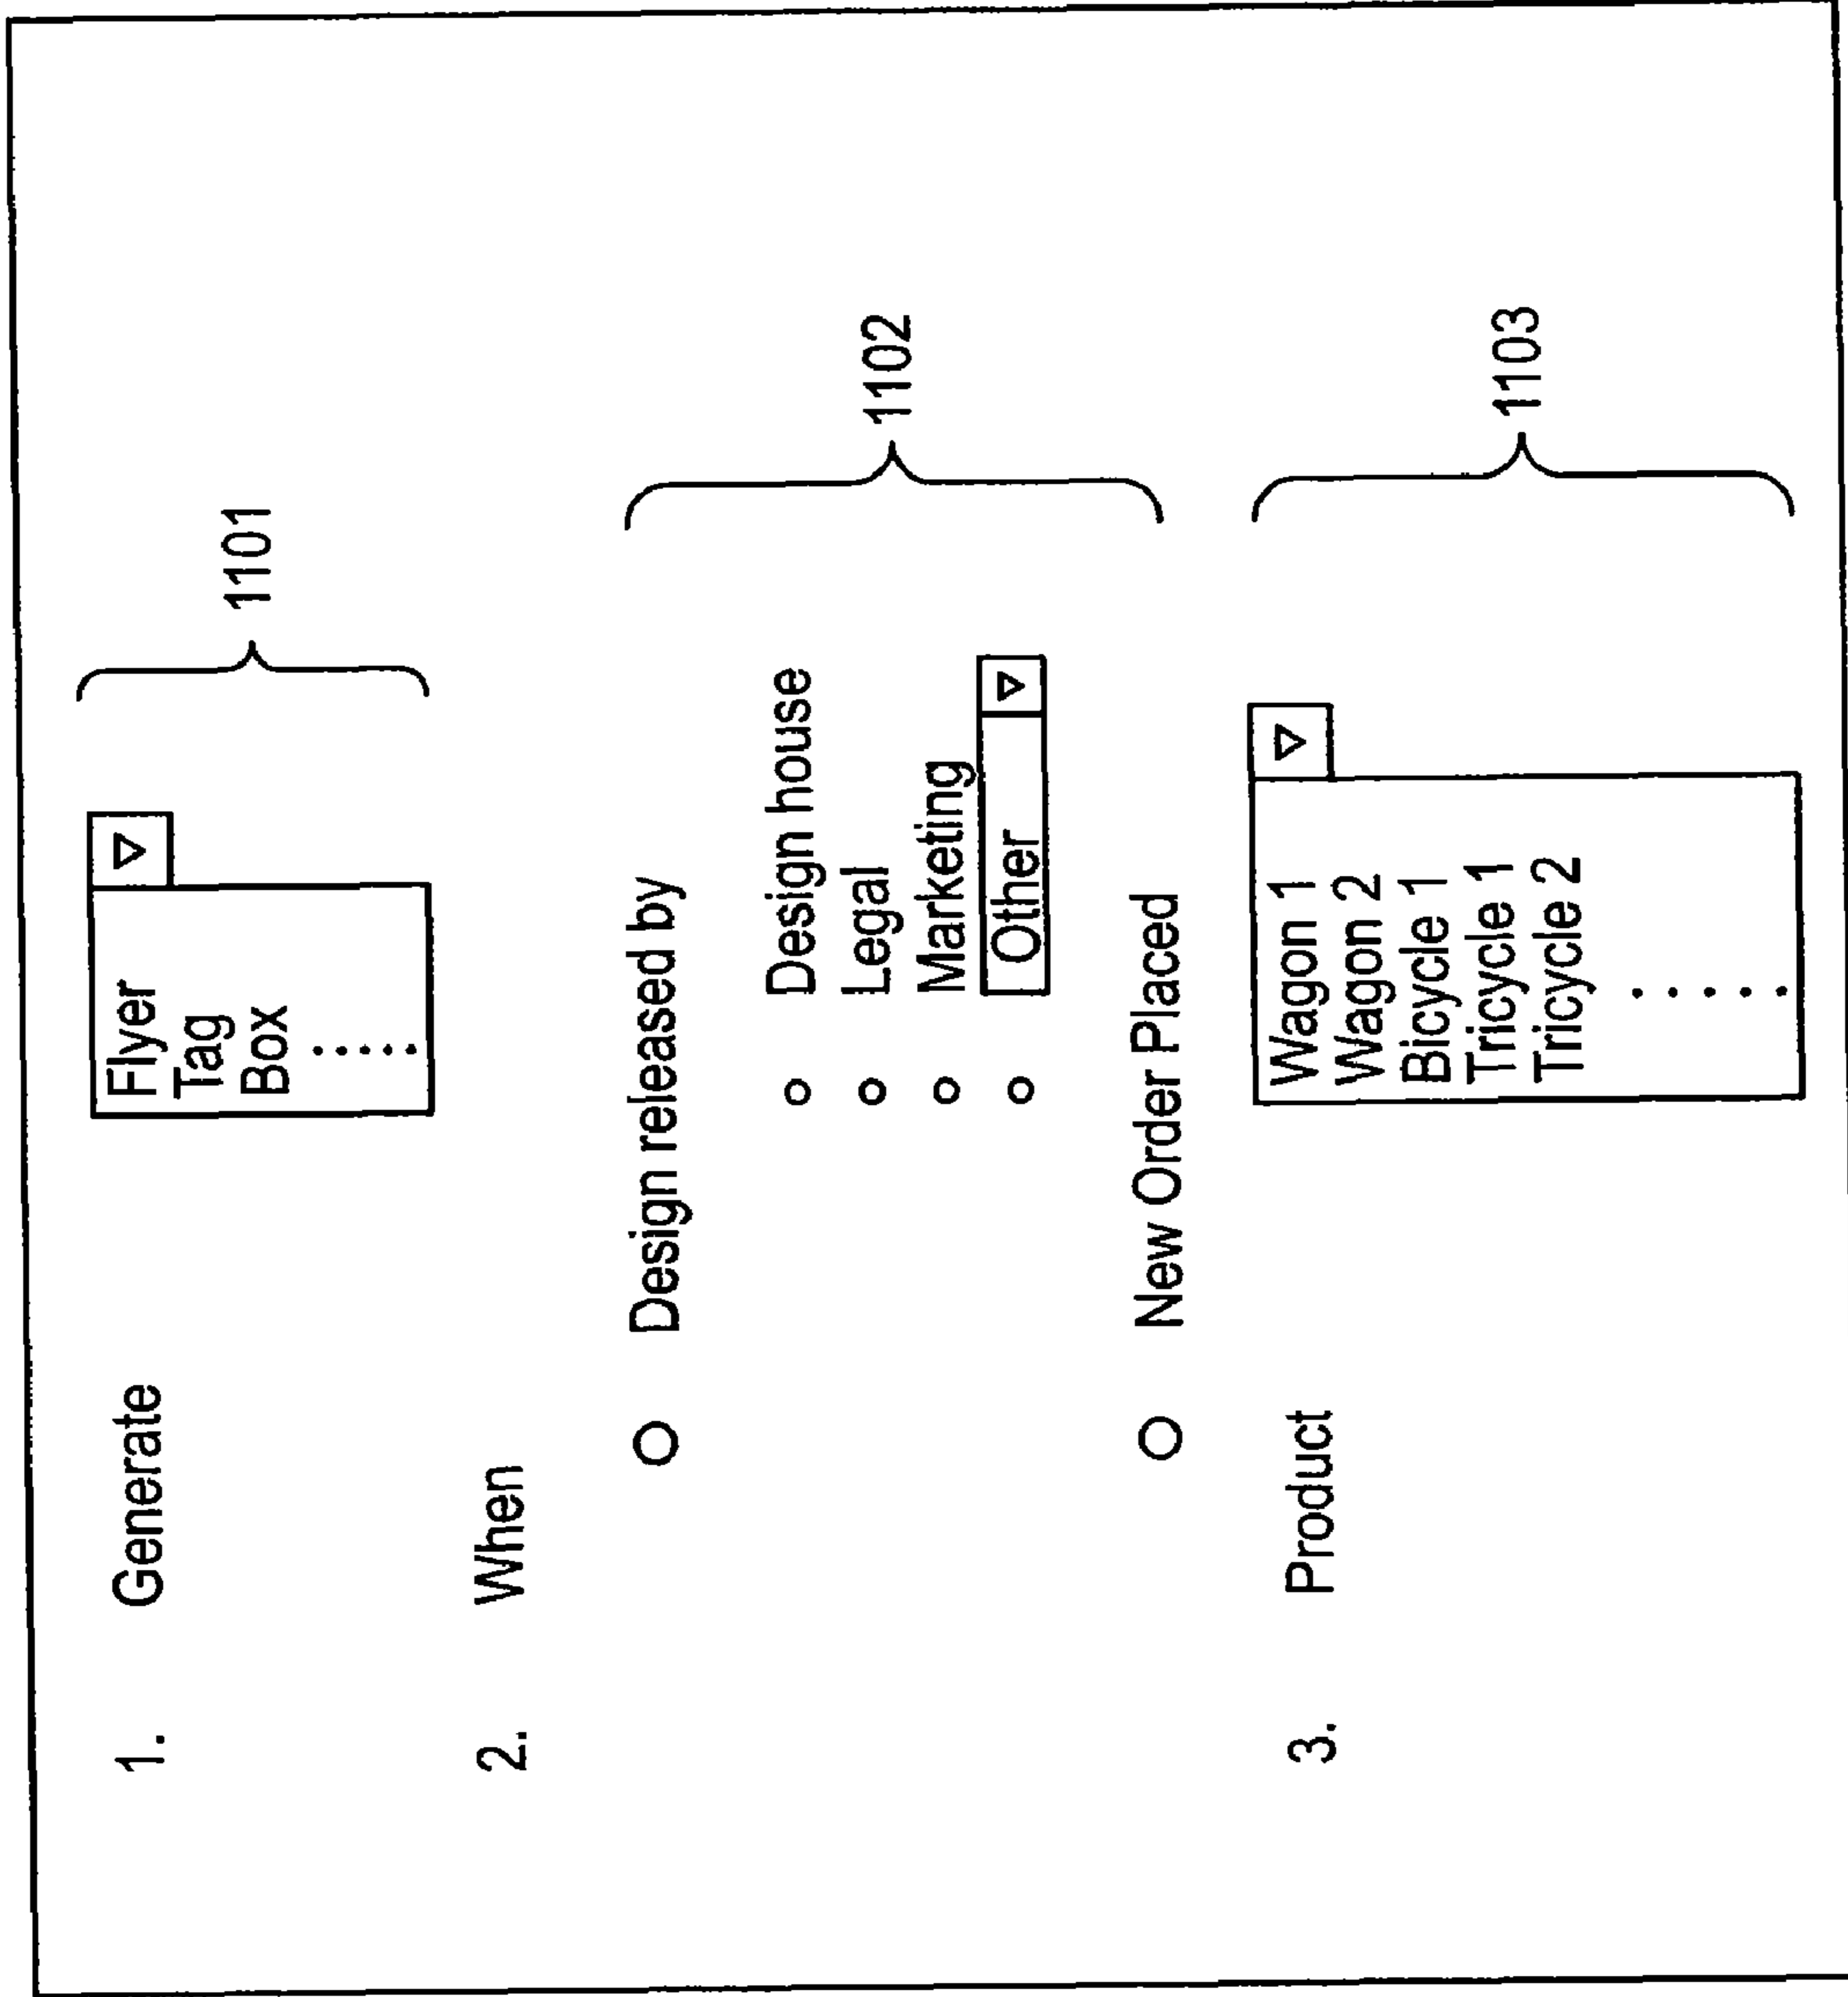 1. Generate
Flyer
Tag
Box
1101
2. When
Design released by
Design house
Legal
Marketing
Other
1102
New Order Placed
3. Product
Wagon 1
Wagon 2
Bicycle 1
Tricycle 1
Tricycle 2
1103